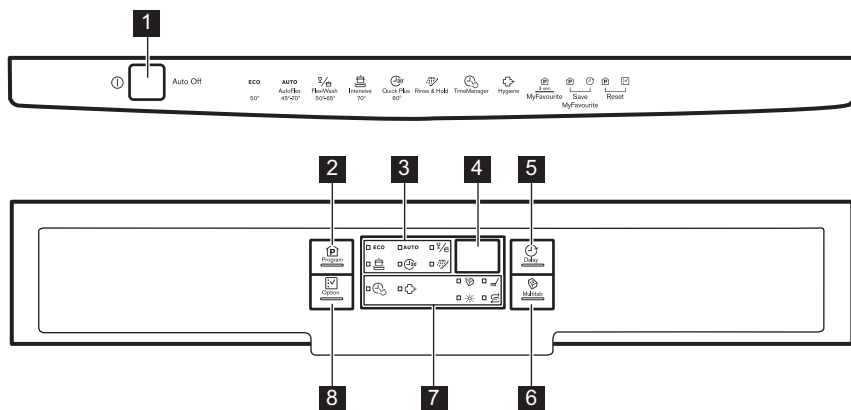 1
Auto Off
ECO
50°
AUTO
AutoFlex
45°-70°
FlexiWash
50°-65°
Intensive
70°
30'
Quick Plus
60°
Rinse & Hold
TimeManager
Hygiene
3 sec
MyFavourite
Save
MyFavourite
Reset
2
3
4
5
P
Program
Option
ECO
AUTO
30'
Delay
Multitab
8
7
6